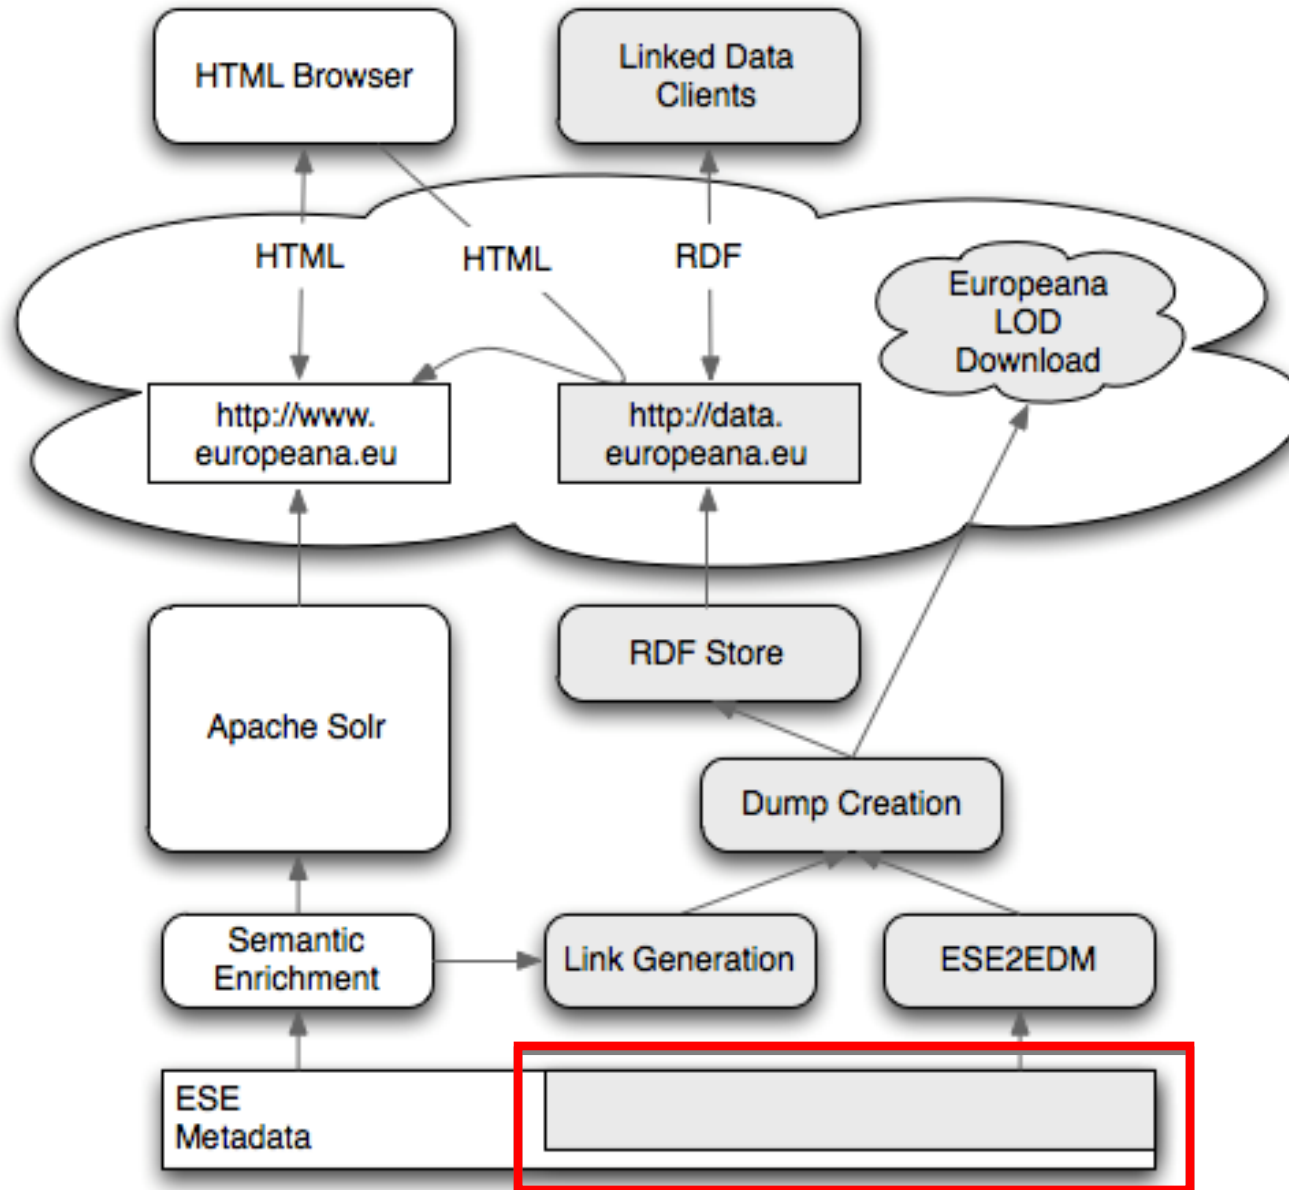 HTML Browser
Linked Data
Clients
HTML
HTML
RDF
Europeana
LOD
Download
http://www.
europeana.eu
http://data.
europeana.eu
RDF Store
Apache Solr
Dump Creation
Semantic
Enrichment
Link Generation
ESE2EDM
ESE
Metadata